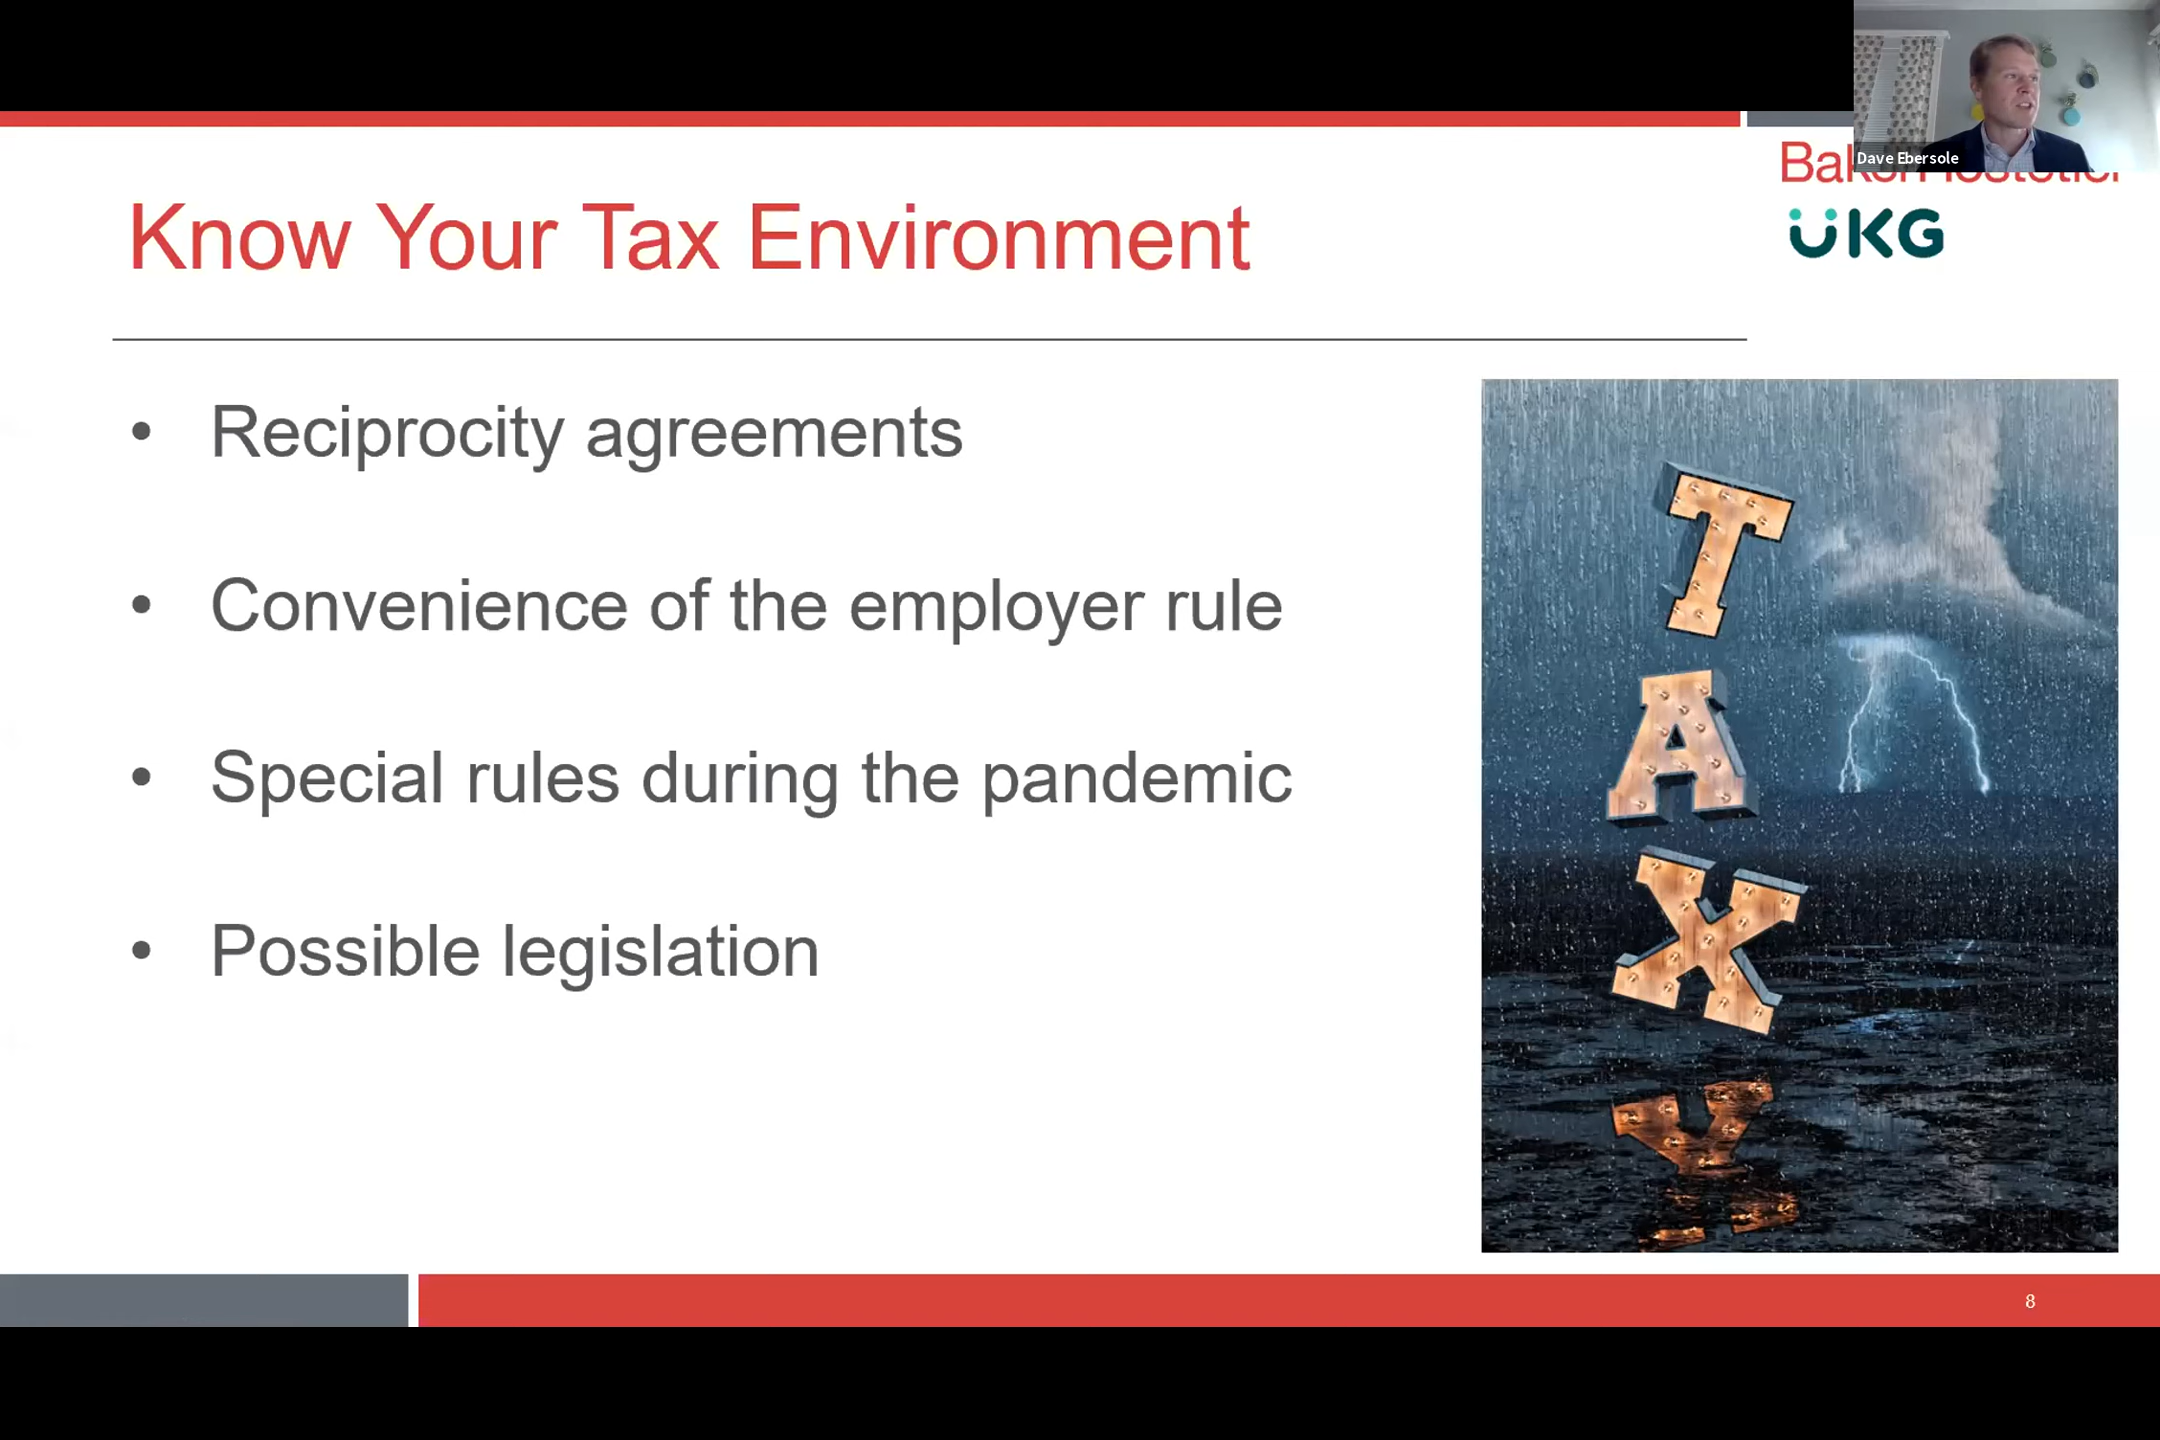 Dave Ebersole
UKG
Know Your Tax Environment
• Reciprocity agreements
• Convenience of the employer rule
• Special rules during the pandemic
• Possible legislation
T
A
X
8